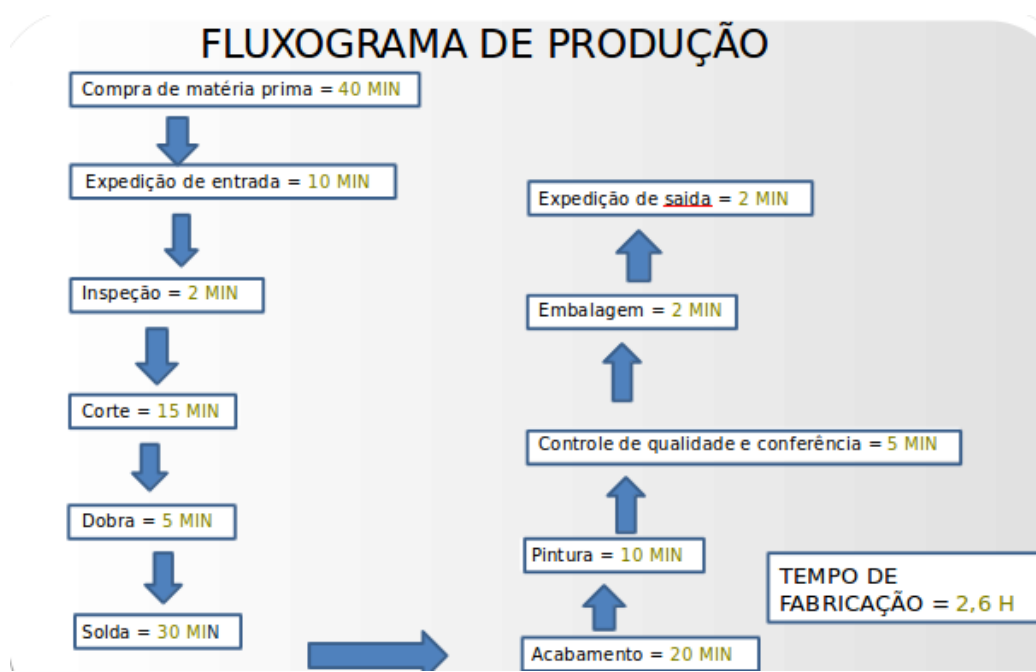 FLUXOGRAMA DE PRODUÇÃO
Compra de matéria prima = 40 MIN
Expedição de entrada = 10 MIN
Inspeção = 2 MIN
Corte = 15 MIN
Dobra = 5 MIN
Solda = 30 MIN
Acabamento = 20 MIN
Pintura = 10 MIN
Controle de qualidade e conferência = 5 MIN
Embalagem = 2 MIN
Expedição de saida = 2 MIN
TEMPO DE
FABRICAÇÃO = 2,6 H